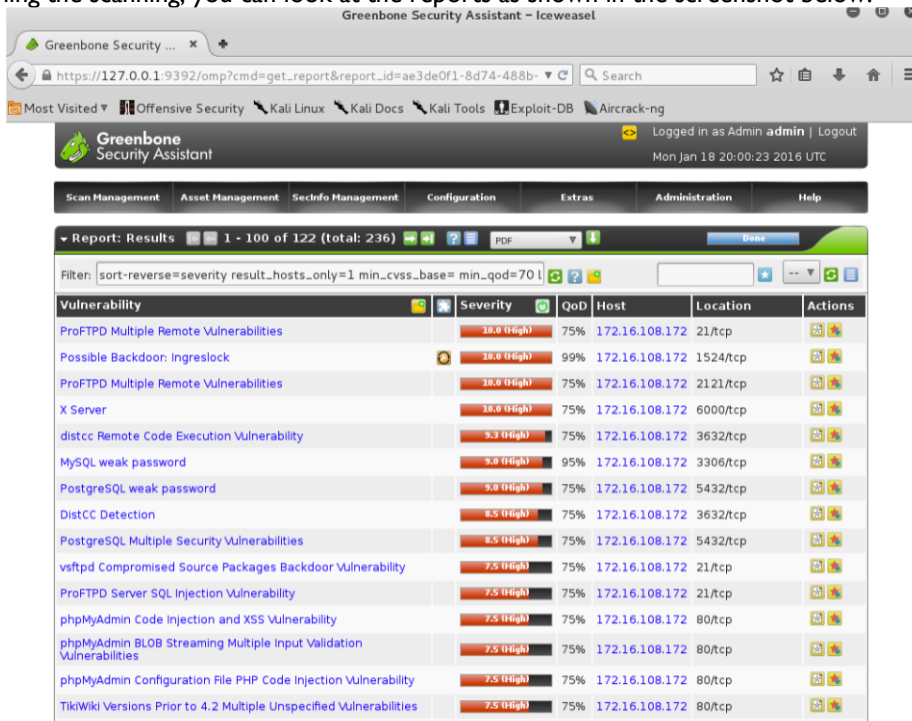 ing the scanning, you can look at the reports as shown in the screenshot below.
Greenbone Security Assistant - Iceweasel
Greenbone Security ...
https://127.0.0.1:9392/omp?cmd=get_report&report_id=ae3de0f1-8d74-488b-
Search
Most Visited Offensive Security Kali Linux Kali Docs Kali Tools Exploit-DB Aircrack-ng
Greenbone
Security Assistant
Logged in as Admin admin | Logout
Mon Jan 18 20:00:23 2016 UTC
Scan Management Asset Management SecInfo Management Configuration Extras Administration Help
Report: Results 1 - 100 of 122 (total: 236) PDF Done
Filter: sort-reverse=severity result_hosts_only=1 min_cvss_base= min_qod=70 l --
Vulnerability Severity QoD Host Location Actions
ProFTPD Multiple Remote Vulnerabilities 10.0 (High) 75% 172.16.108.172 21/tcp
Possible Backdoor: Ingreslock 10.0 (High) 99% 172.16.108.172 1524/tcp
ProFTPD Multiple Remote Vulnerabilities 10.0 (High) 75% 172.16.108.172 2121/tcp
X Server 10.0 (High) 75% 172.16.108.172 6000/tcp
distcc Remote Code Execution Vulnerability 9.3 (High) 75% 172.16.108.172 3632/tcp
MySQL weak password 9.0 (High) 95% 172.16.108.172 3306/tcp
PostgreSQL weak password 9.0 (High) 75% 172.16.108.172 5432/tcp
DistCC Detection 8.5 (High) 75% 172.16.108.172 3632/tcp
PostgreSQL Multiple Security Vulnerabilities 8.5 (High) 75% 172.16.108.172 5432/tcp
vsftpd Compromised Source Packages Backdoor Vulnerability 7.5 (High) 75% 172.16.108.172 21/tcp
ProFTPD Server SQL Injection Vulnerability 7.5 (High) 75% 172.16.108.172 21/tcp
phpMyAdmin Code Injection and XSS Vulnerability 7.5 (High) 75% 172.16.108.172 80/tcp
phpMyAdmin BLOB Streaming Multiple Input Validation
Vulnerabilities 7.5 (High) 75% 172.16.108.172 80/tcp
phpMyAdmin Configuration File PHP Code Injection Vulnerability 7.5 (High) 75% 172.16.108.172 80/tcp
TikiWiki Versions Prior to 4.2 Multiple Unspecified Vulnerabilities 7.5 (High) 75% 172.16.108.172 80/tcp